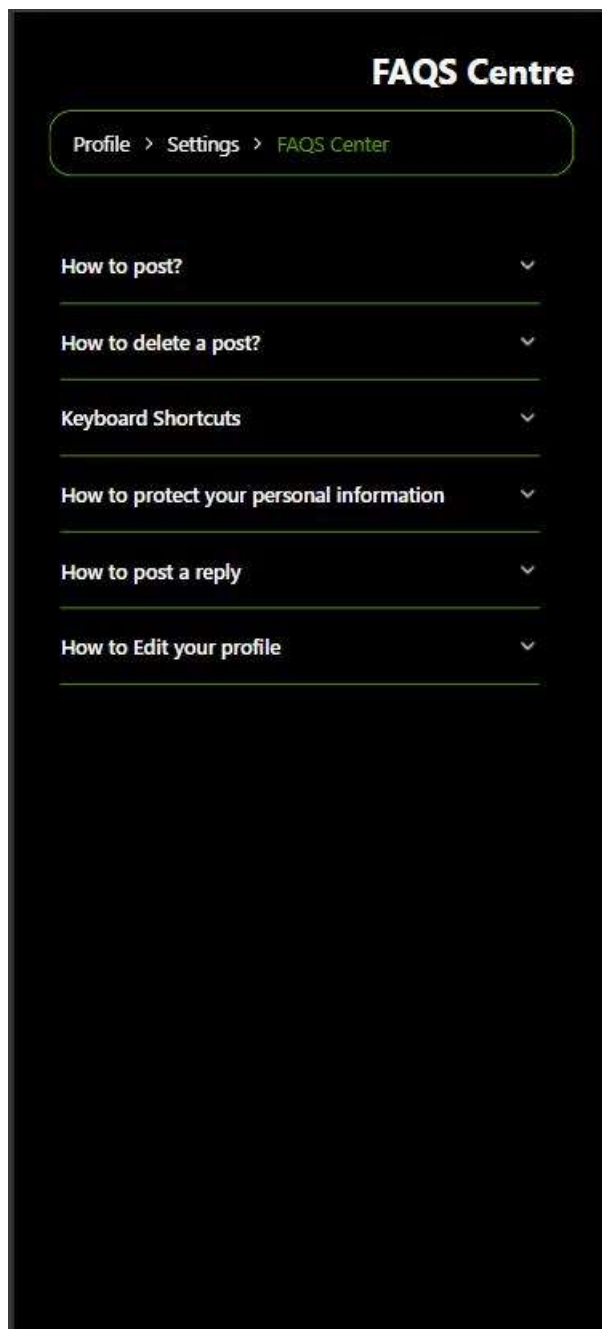 FAQS Centre
Profile > Settings > FAQS Center
How to post?
How to delete a post?
Keyboard Shortcuts
How to protect your personal information
How to post a reply
How to Edit your profile